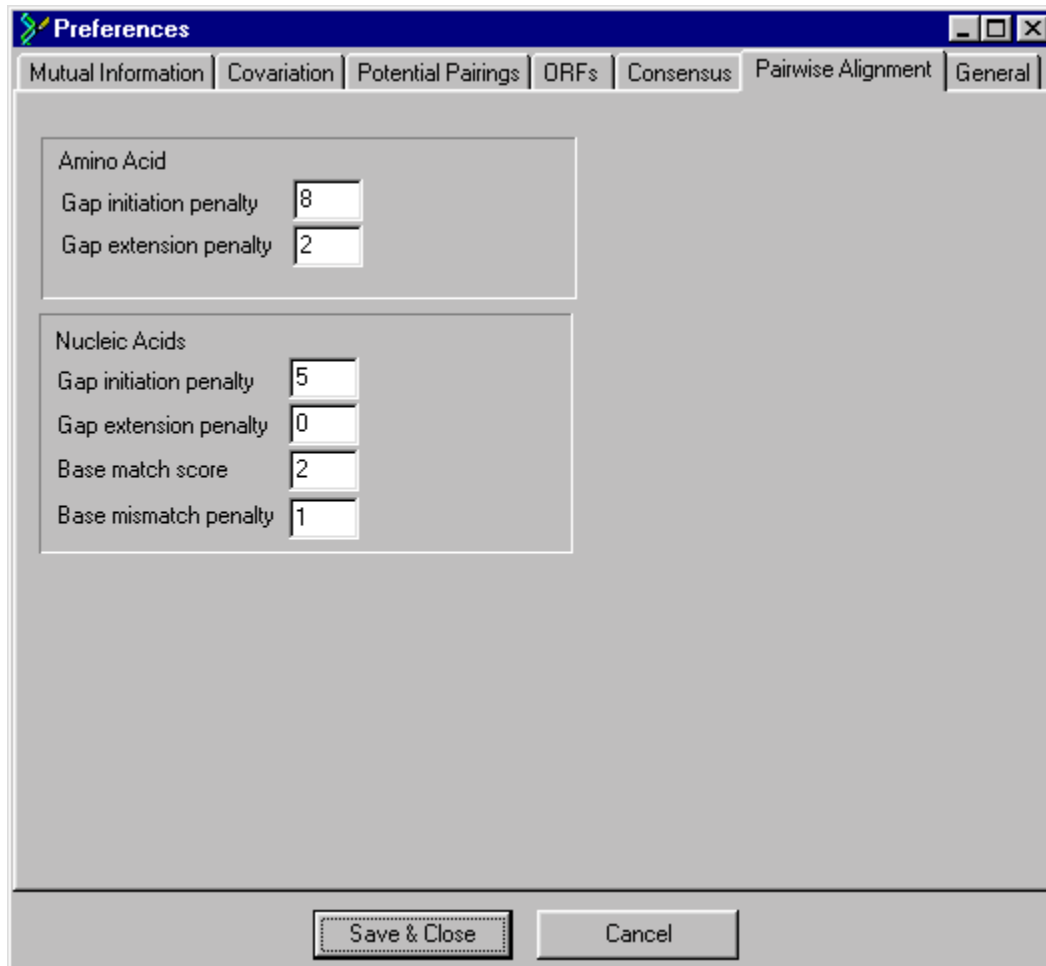 Preferences
Mutual Information Covariation Potential Pairings ORFs Consensus Pairwise Alignment General
Amino Acid
Gap initiation penalty 8
Gap extension penalty 2
Nucleic Acids
Gap initiation penalty 5
Gap extension penalty 0
Base match score 2
Base mismatch penalty 1
Save & Close Cancel